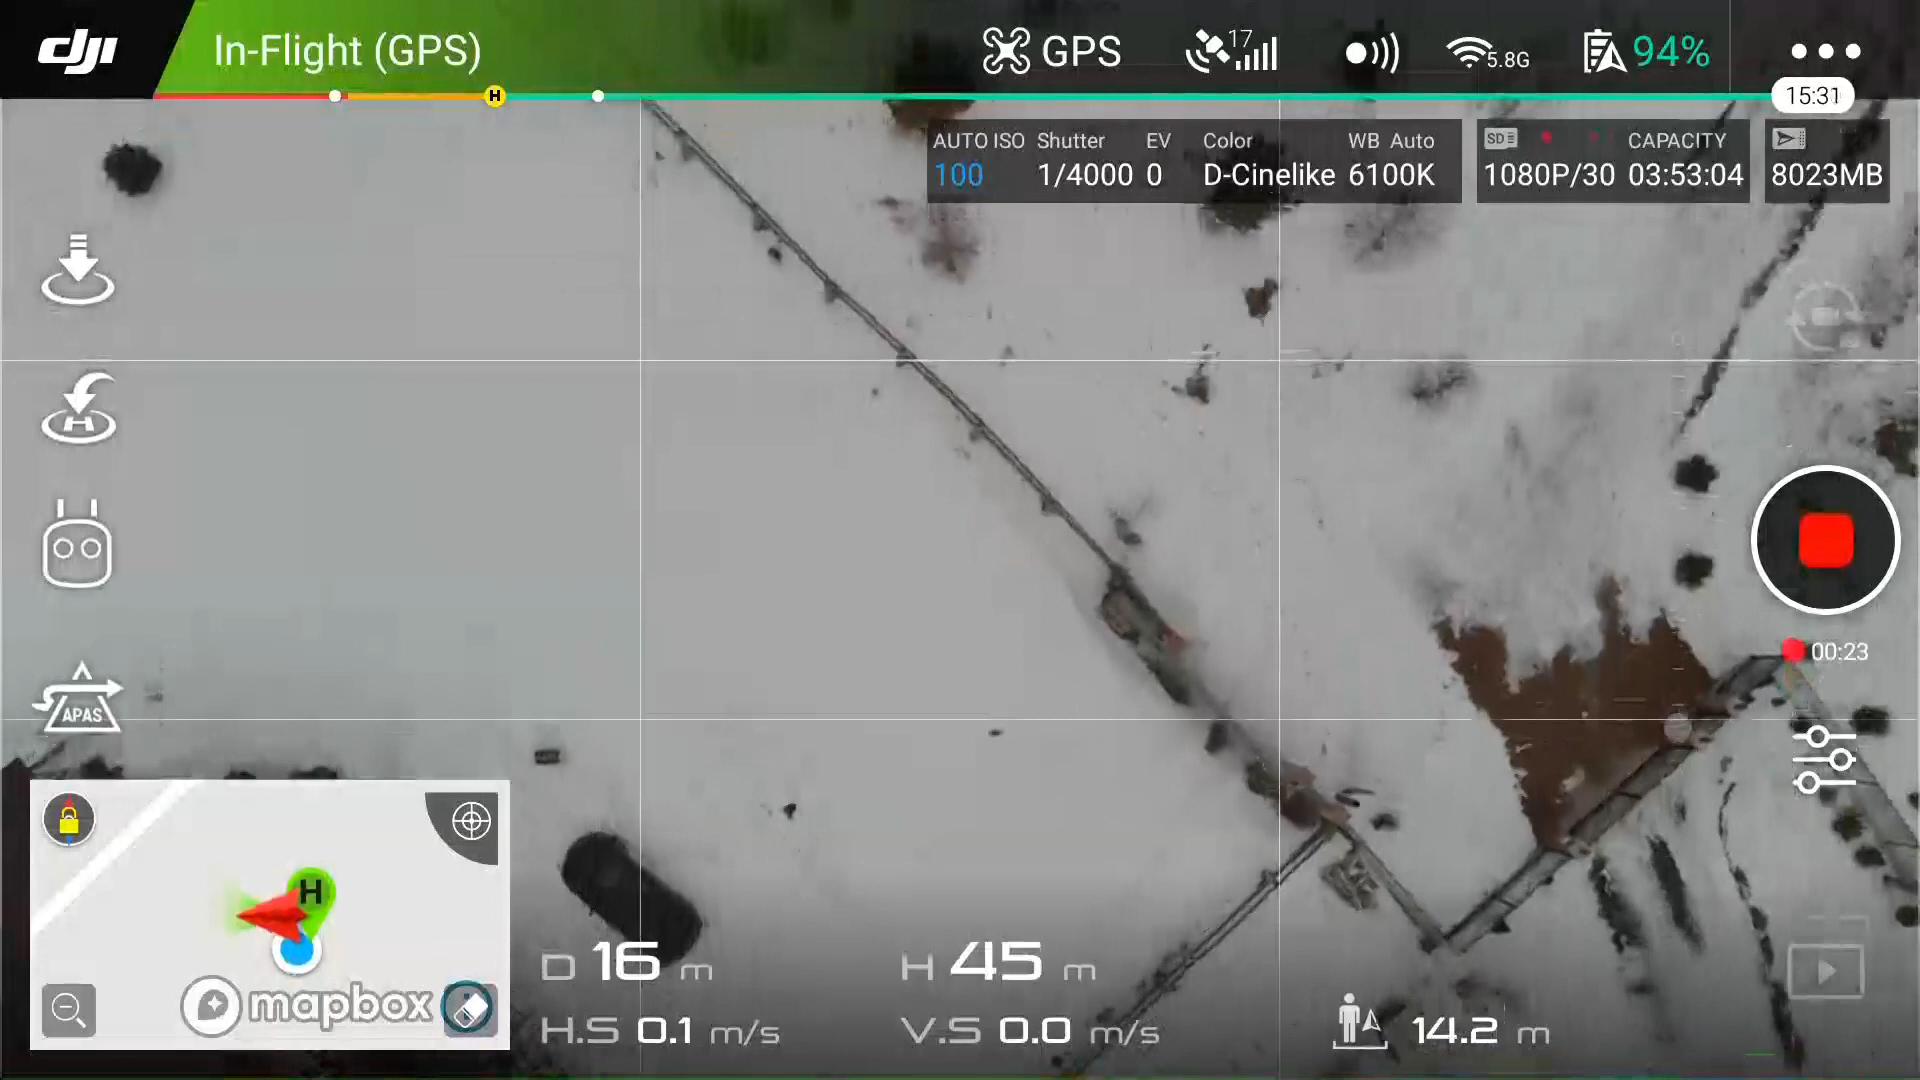 dji
In-Flight (GPS)
GPS
17
5.8G
94%
H
15:31
AUTO ISO Shutter EV Color WB Auto
100 1/4000 0 D-Cinelike 6100K
SD CAPACITY
1080P/30 03:53:04
8023MB
H
APAS
00:23
H
mapbox
D 16 m
H 45 m
H.S 0.1 m/s
V.S 0.0 m/s
14.2 m